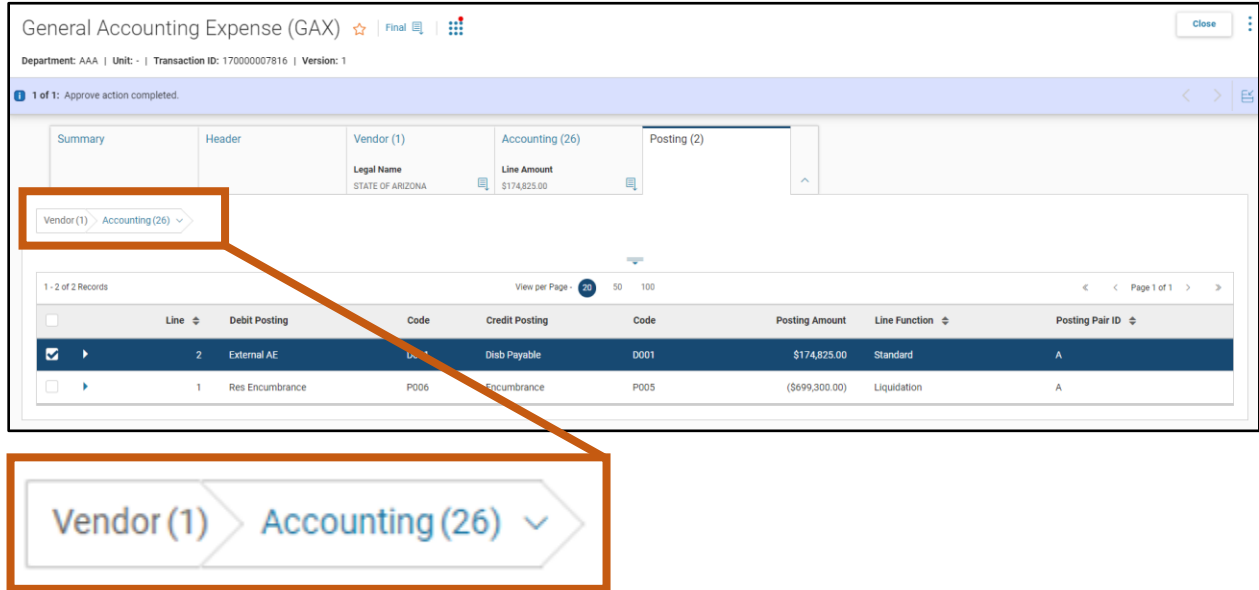 General Accounting Expense (GAX) Final
Close
Department: AAA | Unit: - | Transaction ID: 170000007816 | Version: 1
1 of 1: Approve action completed.
Summary Header Vendor (1) Accounting (26) Posting (2)
Legal Name Line Amount
STATE OF ARIZONA $174,825.00
Vendor (1) Accounting (26)
1 - 2 of 2 Records View per Page - 20 50 100 Page 1 of 1
Line Debit Posting Code Credit Posting Code Posting Amount Line Function Posting Pair ID
2 External AE Disb Payable D001 $174,825.00 Standard A
1 Res Encumbrance P006 Encumbrance P005 ($699,300.00) Liquidation A
Vendor (1) Accounting (26)